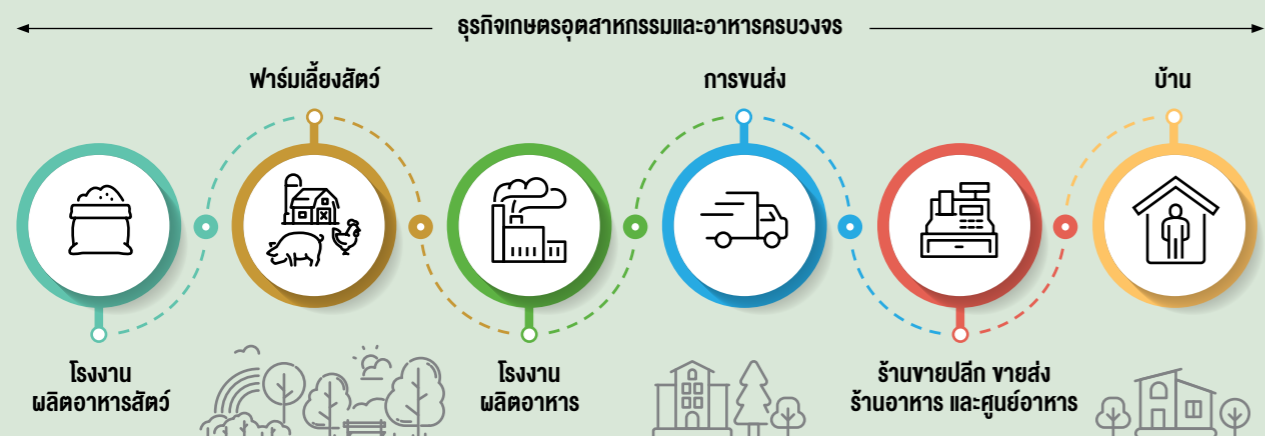 ธุรกิจเกษตรอุตสาหกรรมและอาหารครบวงจร
ฟาร์มเลี้ยงสัตว์
การขนส่ง
บ้าน
โรงงาน
ผลิตอาหารสัตว์
โรงงาน
ผลิตอาหาร
ร้านขายปลีก ขายส่ง
ร้านอาหาร และศูนย์อาหาร